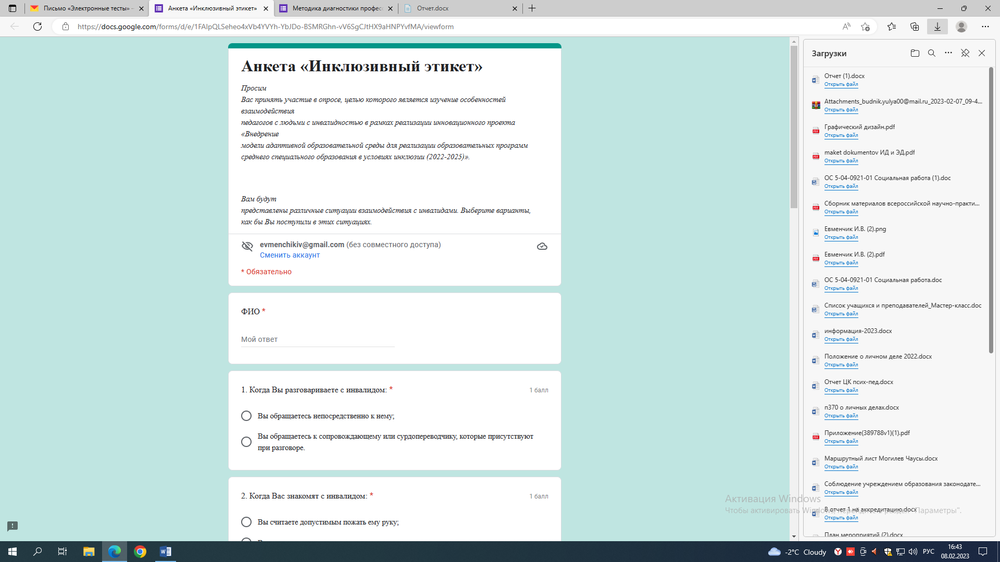 Письмо «Электронные тесты» -
Анкета «Инклюзивный этикет»
Методика диагностики професс
Отчет.docx
https://docs.google.com/forms/d/e/1FAIpQLSeheo4xVb4YVYh-YbJDo-BSMRGhn-vV6SgCJtHX9aHNPYvfMA/viewform
Анкета «Инклюзивный этикет»
Просим
Вас принять участие в опросе, целью которого является изучение особенностей
взаимодействия
педагогов с людьми с инвалидностью в рамках реализации инновационного проекта
«Внедрение
модели адаптивной образовательной среды для реализации образовательных программ
среднего специального образования в условиях инклюзии (2022-2025)».
Вам будут
представлены различные ситуации взаимодействия с инвалидами. Выберите варианты,
как бы Вы поступили в этих ситуациях.
evmenchikiv@gmail.com (без совместного доступа)
Сменить аккаунт
* Обязательно
ФИО *
Мой ответ
1. Когда Вы разговариваете с инвалидом: *
1 балл
Вы обращаетесь непосредственно к нему;
Вы обращаетесь к сопровождающему или сурдопереводчику, которые присутствуют
при разговоре.
2. Когда Вас знакомят с инвалидом: *
1 балл
Вы считаете допустимым пожать ему руку;
Загрузки
Отчет (1).docx
Открыть файл
Attachments_budnik.yulya00@mail.ru_2023-02-07_09-4...
Открыть файл
Графический дизайн.pdf
Открыть файл
maket dokumentov ИД и ЭД.pdf
Открыть файл
ОС 5-04-0921-01 Социальная работа (1).doc
Открыть файл
Сборник материалов всероссийской научно-практи...
Открыть файл
Евменчик И.В. (2).png
Открыть файл
Евменчик И.В. (2).pdf
Открыть файл
ОС 5-04-0921-01 Социальная работа.doc
Открыть файл
Список учащихся и преподавателей_Мастер-класс.doc
Открыть файл
информация-2023.docx
Открыть файл
Положение о личном деле 2022.docx
Открыть файл
Отчет ЦК псих-пед.docx
Открыть файл
п370 о личных делах.docx
Открыть файл
Приложение(389788v1)(1).pdf
Открыть файл
Маршрутный лист Могилев Чаусы.docx
Открыть файл
Соблюдение учреждением образования законодате...
Открыть файл
В отчет 1 на аккредитацию.docx
Открыть файл
План мероприятий (2).docx
Активация Windows
Чтобы активировать Windows, перейдите в раздел "Параметры".
-2°C Cloudy
РУС
16:43
08.02.2023